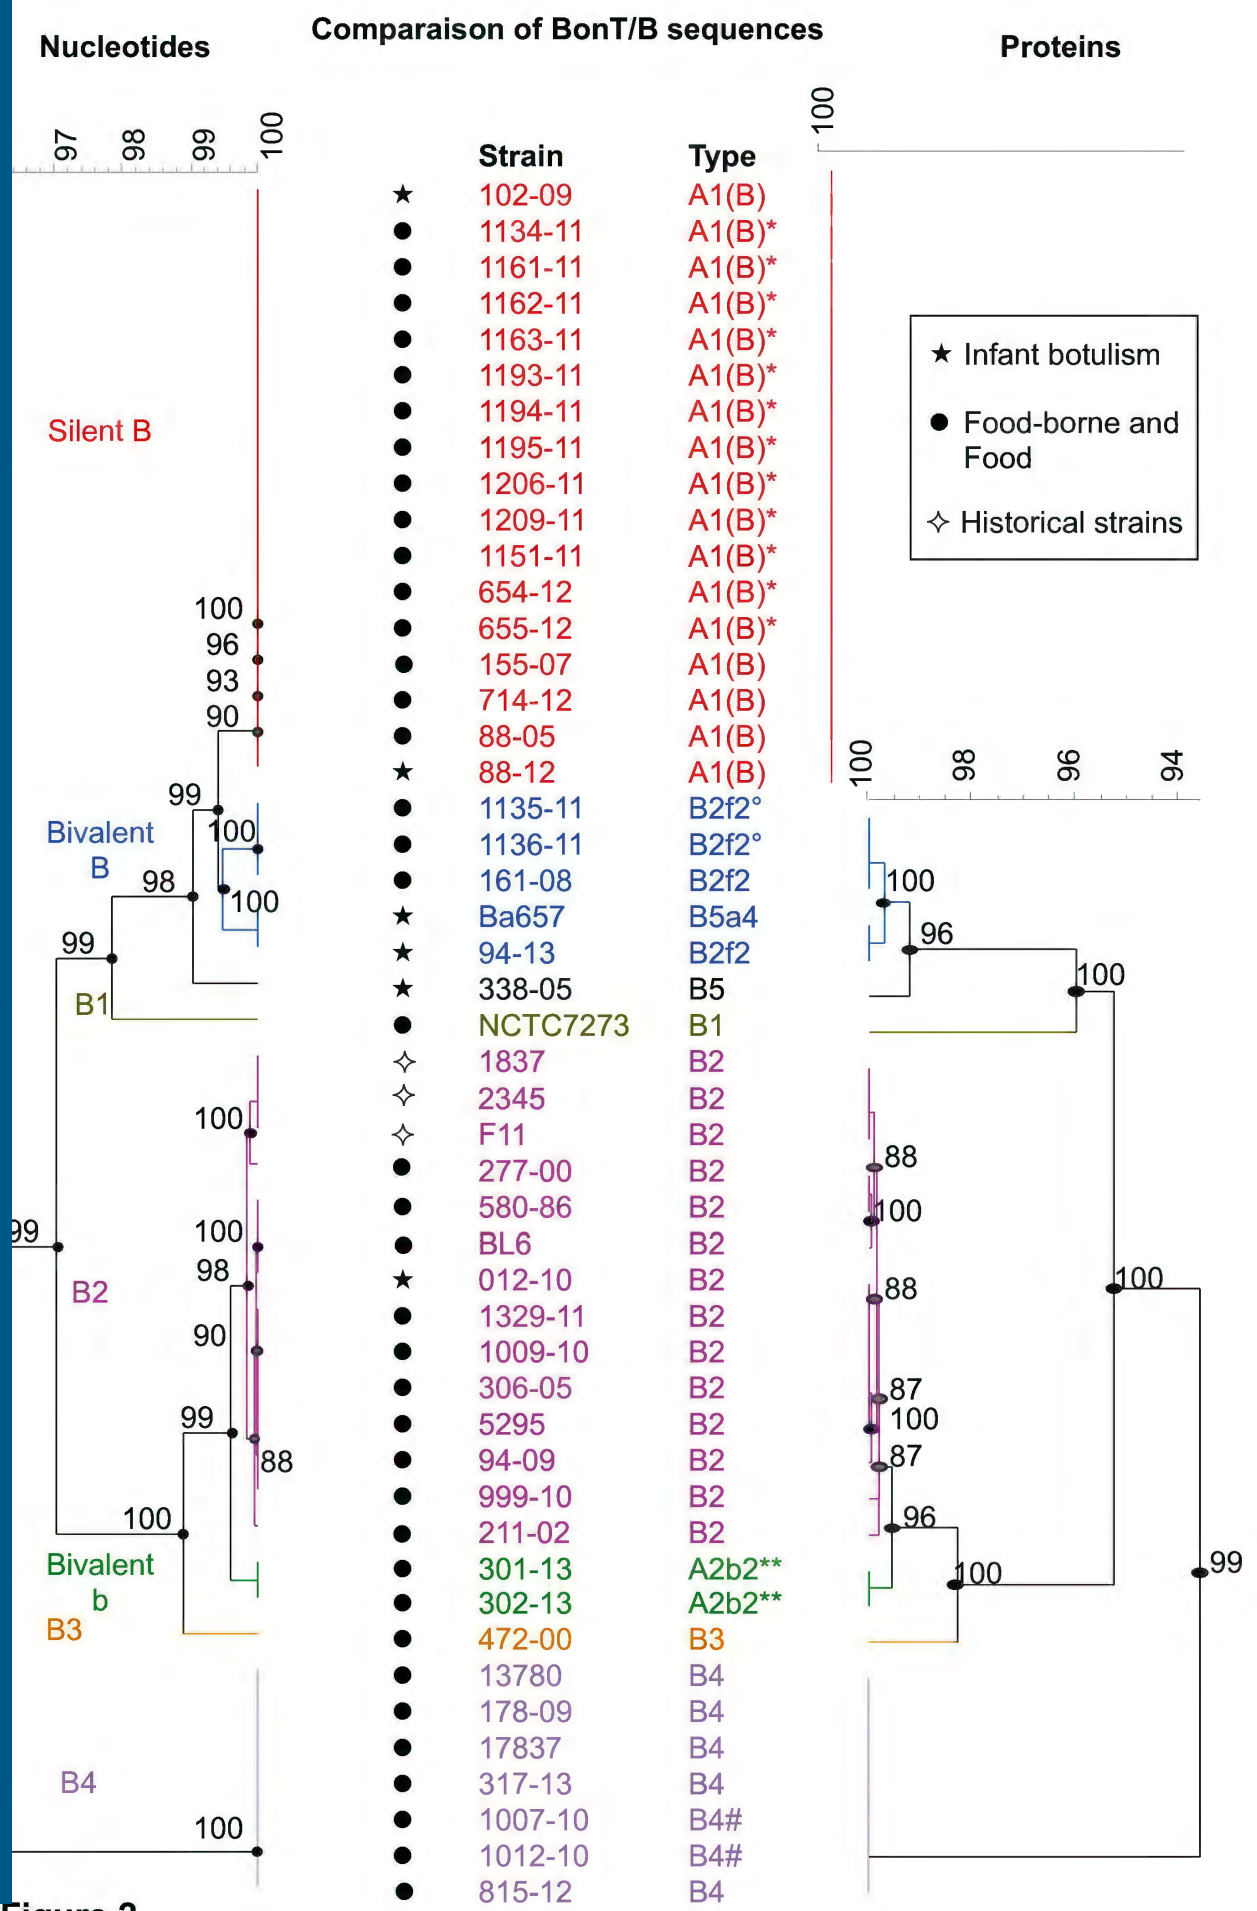 Comparaison of BonT/B sequences
Nucleotides
Proteins
97 98 99 100
100
Strain Type
★ 102-09 A1(B)
● 1134-11 A1(B)*
● 1161-11 A1(B)*
● 1162-11 A1(B)*
● 1163-11 A1(B)*
● 1193-11 A1(B)*
● 1194-11 A1(B)*
● 1195-11 A1(B)*
● 1206-11 A1(B)*
● 1209-11 A1(B)*
● 1151-11 A1(B)*
● 654-12 A1(B)*
● 655-12 A1(B)*
● 155-07 A1(B)
● 714-12 A1(B)
● 88-05 A1(B)
★ 88-12 A1(B)
● 1135-11 B2f2°
● 1136-11 B2f2°
● 161-08 B2f2
★ Ba657 B5a4
★ 94-13 B2f2
★ 338-05 B5
● NCTC7273 B1
✧ 1837 B2
✧ 2345 B2
✧ F11 B2
● 277-00 B2
● 580-86 B2
● BL6 B2
★ 012-10 B2
● 1329-11 B2
● 1009-10 B2
● 306-05 B2
● 5295 B2
● 94-09 B2
● 999-10 B2
● 211-02 B2
● 301-13 A2b2**
● 302-13 A2b2**
● 472-00 B3
● 13780 B4
● 178-09 B4
● 17837 B4
● 317-13 B4
● 1007-10 B4#
● 1012-10 B4#
● 815-12 B4
★ Infant botulism
● Food-borne and
Food
✧ Historical strains
Silent B
100
96
93
90
99
Bivalent
B
100
98
100
99
B1
100
99
100
98
B2
90
99
88
100
Bivalent
b
B3
B4
100
100 98 96 94
100
96
100
88
100
100
88
87
100
87
96
100
99